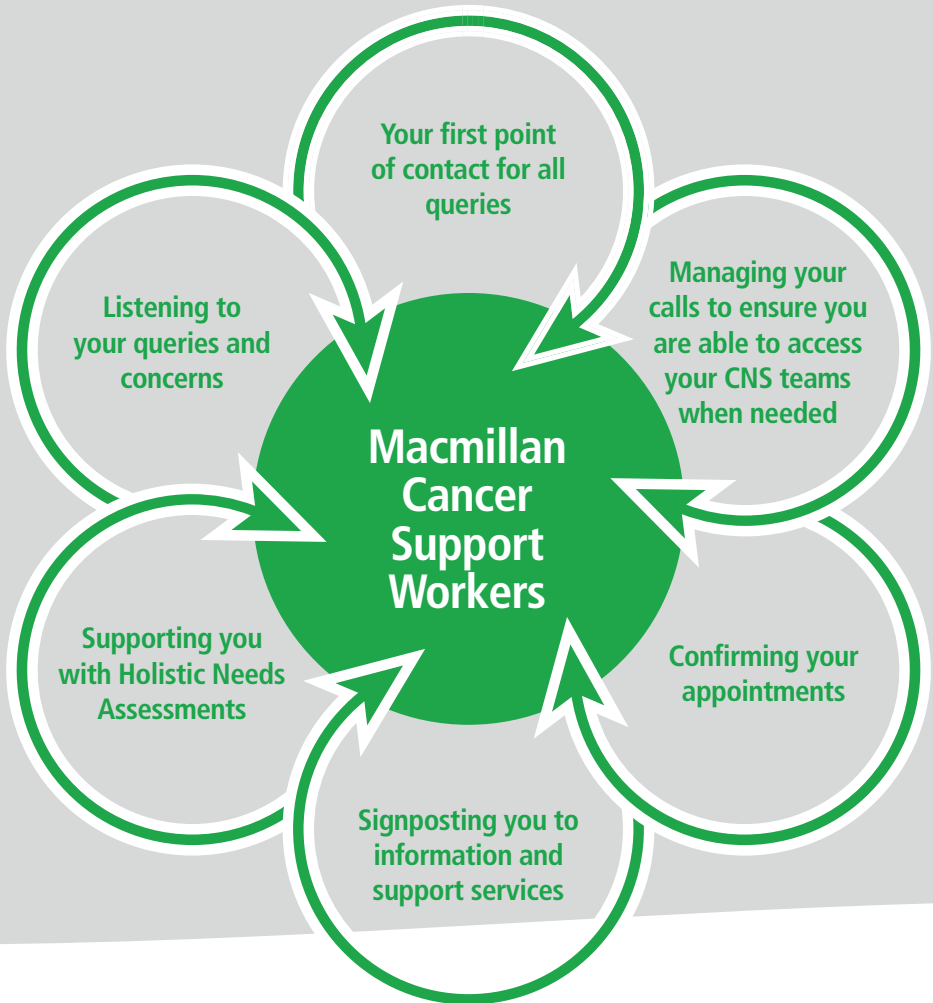 Your first point
of contact for all
queries
Managing your
calls to ensure you
are able to access
your CNS teams
when needed
Confirming your
appointments
Signposting you to
information and
support services
Supporting you
with Holistic Needs
Assessments
Listening to
your queries and
concerns
Macmillan
Cancer
Support
Workers